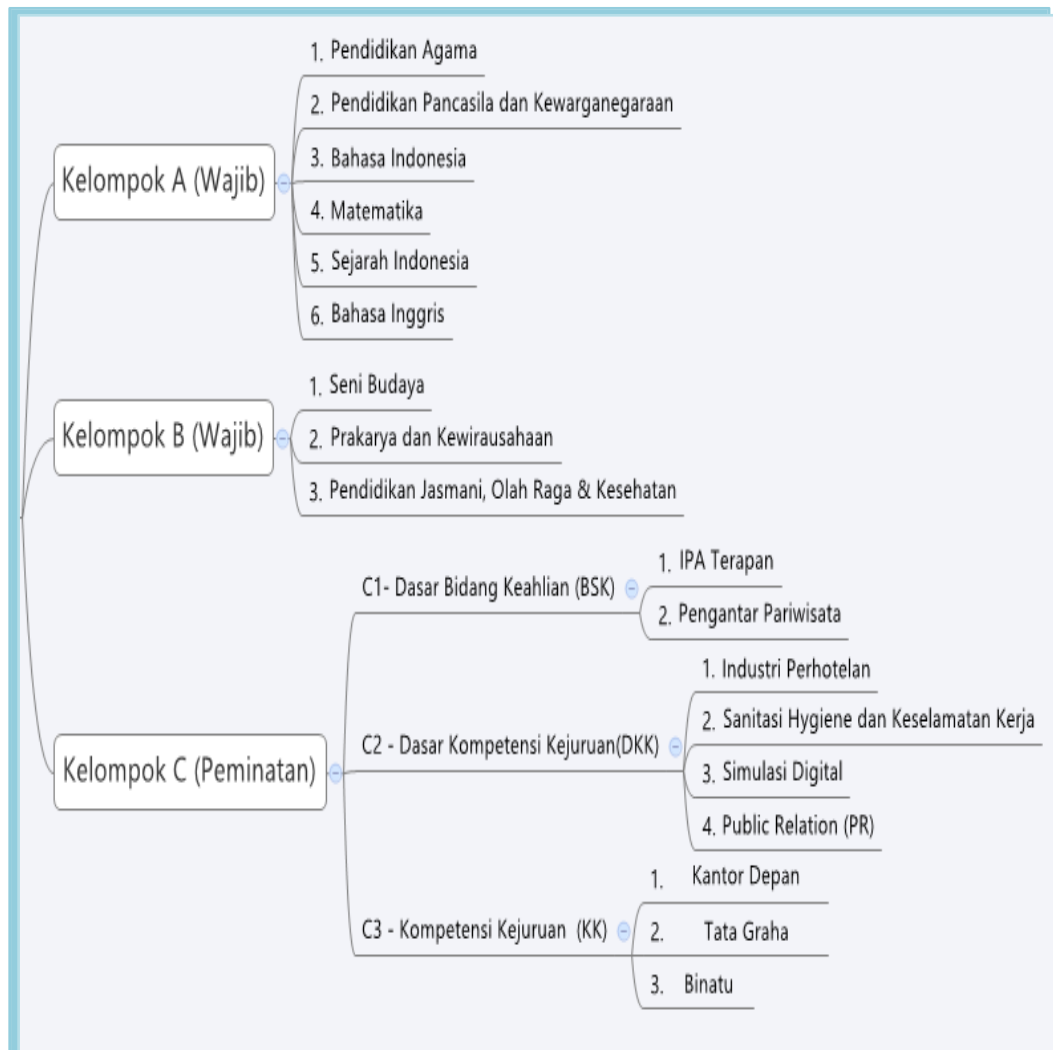 Kelompok A (Wajib)
1. Pendidikan Agama
2. Pendidikan Pancasila dan Kewarganegaraan
3. Bahasa Indonesia
4. Matematika
5. Sejarah Indonesia
6. Bahasa Inggris
Kelompok B (Wajib)
1. Seni Budaya
2. Prakarya dan Kewirausahaan
3. Pendidikan Jasmani, Olah Raga & Kesehatan
Kelompok C (Peminatan)
C1- Dasar Bidang Keahlian (BSK)
1. IPA Terapan
2. Pengantar Pariwisata
C2 - Dasar Kompetensi Kejuruan(DKK)
1. Industri Perhotelan
2. Sanitasi Hygiene dan Keselamatan Kerja
3. Simulasi Digital
4. Public Relation (PR)
C3 - Kompetensi Kejuruan (KK)
1. Kantor Depan
2. Tata Graha
3. Binatu